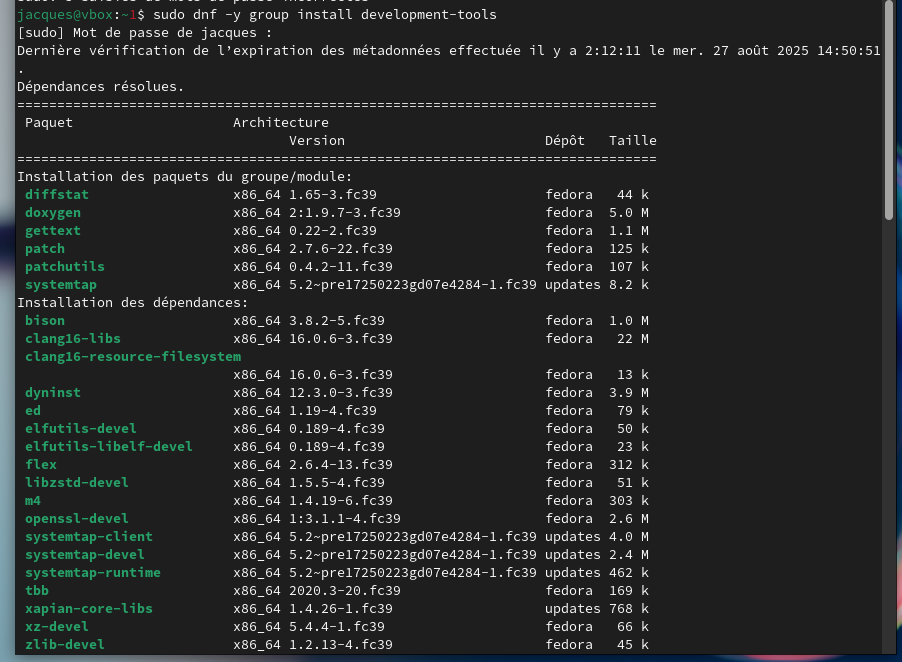 jacques@vbox:~1$ sudo dnf -y group install development-tools
[sudo] Mot de passe de jacques :
Dernière vérification de l’expiration des métadonnées effectuée il y a 2:12:11 le mer. 27 août 2025 14:50:51
.
Dépendances résolues.
================================================================================
Paquet Architecture
Version Dépôt Taille
================================================================================
Installation des paquets du groupe/module:
diffstat x86_64 1.65-3.fc39 fedora 44 k
doxygen x86_64 2:1.9.7-3.fc39 fedora 5.0 M
gettext x86_64 0.22-2.fc39 fedora 1.1 M
patch x86_64 2.7.6-22.fc39 fedora 125 k
patchutils x86_64 0.4.2-11.fc39 fedora 107 k
systemtap x86_64 5.2~pre17250223gd07e4284-1.fc39 updates 8.2 k
Installation des dépendances:
bison x86_64 3.8.2-5.fc39 fedora 1.0 M
clang16-libs x86_64 16.0.6-3.fc39 fedora 22 M
clang16-resource-filesystem
x86_64 16.0.6-3.fc39 fedora 13 k
dyninst x86_64 12.3.0-3.fc39 fedora 3.9 M
ed x86_64 1.19-4.fc39 fedora 79 k
elfutils-devel x86_64 0.189-4.fc39 fedora 50 k
elfutils-libelf-devel x86_64 0.189-4.fc39 fedora 23 k
flex x86_64 2.6.4-13.fc39 fedora 312 k
libzstd-devel x86_64 1.5.5-4.fc39 fedora 51 k
m4 x86_64 1.4.19-6.fc39 fedora 303 k
openssl-devel x86_64 1:3.1.1-4.fc39 fedora 2.6 M
systemtap-client x86_64 5.2~pre17250223gd07e4284-1.fc39 updates 4.0 M
systemtap-devel x86_64 5.2~pre17250223gd07e4284-1.fc39 updates 2.4 M
systemtap-runtime x86_64 5.2~pre17250223gd07e4284-1.fc39 updates 462 k
tbb x86_64 2020.3-20.fc39 fedora 169 k
xapian-core-libs x86_64 1.4.26-1.fc39 updates 768 k
xz-devel x86_64 5.4.4-1.fc39 fedora 66 k
zlib-devel x86_64 1.2.13-4.fc39 fedora 45 k